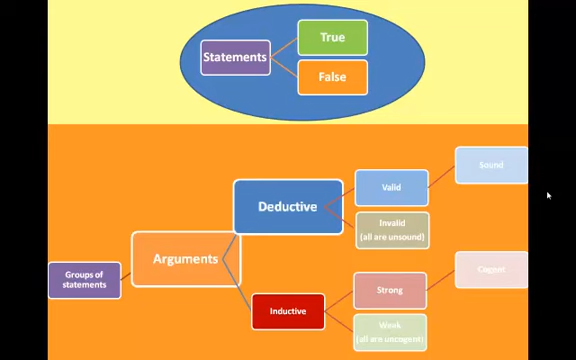 Statements
True
False
Groups of
statements
Arguments
Deductive
Valid
Sound
Invalid
(all are unsound)
Inductive
Strong
Cogent
Weak
(all are uncogent)